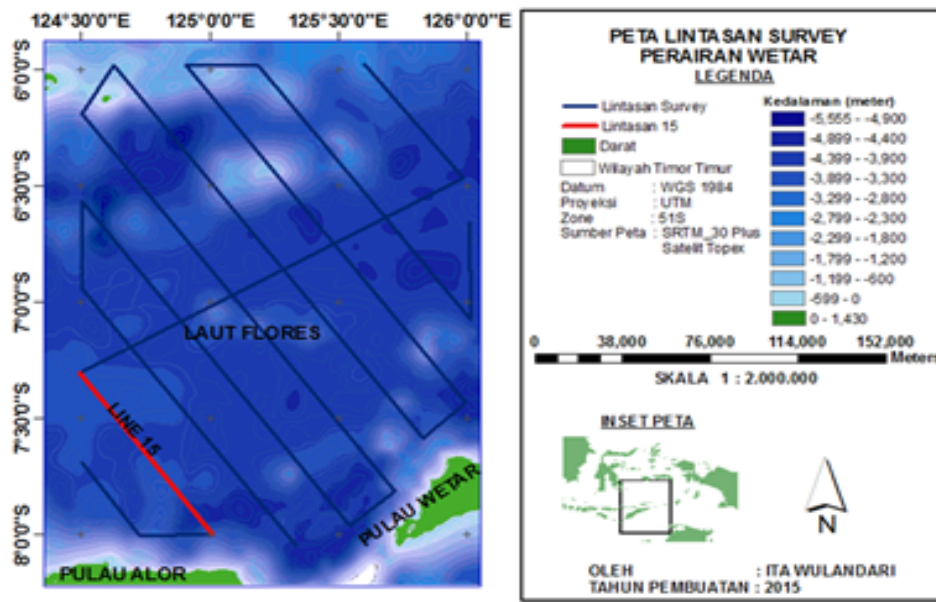 124°30'0"E 125°0'0"E 125°30'0"E 126°0'0"E
6°0'0"S
6°30'0"S
7°0'0"S
7°30'0"S
8°0'0"S
LAUT FLORES
LINE 15
PULAU WETAR
PULAU ALOR
PETA LINTASAN SURVEY
PERAIRAN WETAR
LEGENDA
Lintasan Survey
Lintasan 15
Darat
Wilayah Timor Timur
Datum : WGS 1984
Proyeksi : UTM
Zone : 51S
Sumber Peta : SRTM_30 Plus
Satelit Topex
Kedalaman (meter)
-5,555 - -4,900
-4,899 - -4,400
-4,399 - -3,900
-3,899 - -3,300
-3,299 - -2,800
-2,799 - -2,300
-2,299 - -1,800
-1,799 - -1,200
-1,199 - -600
-599 - 0
0 - 1,430
0 38,000 76,000 114,000 152,000
Meters
SKALA 1 : 2.000.000
INSET PETA
N
OLEH : ITA WULANDARI
TAHUN PEMBUATAN : 2015